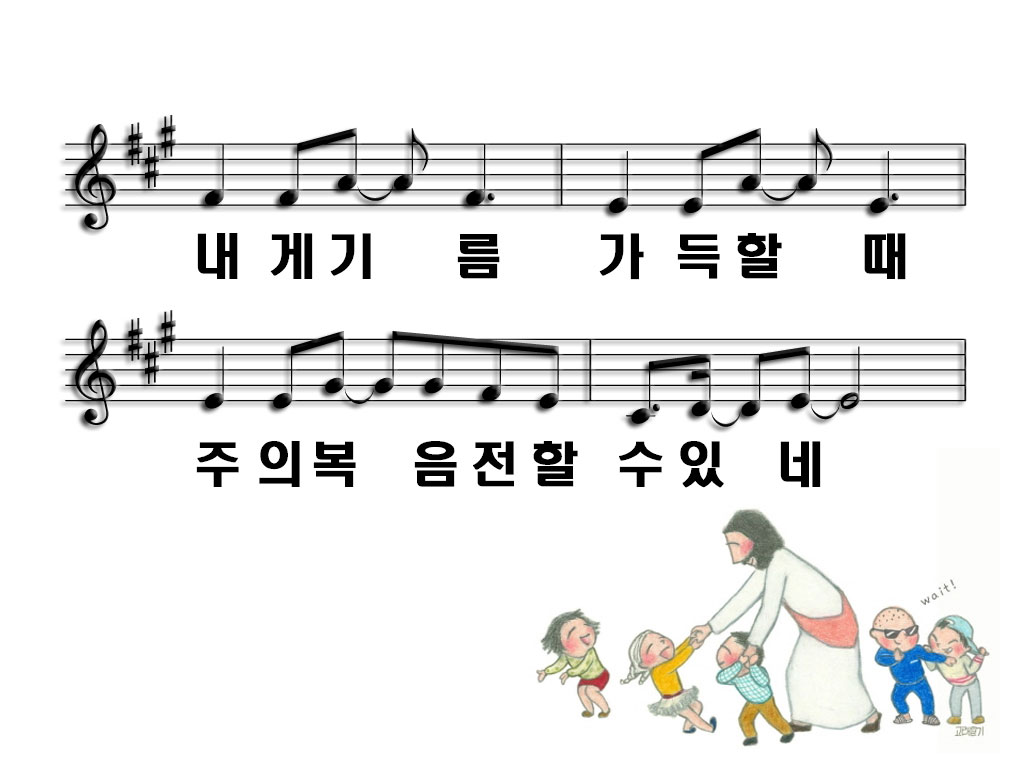 내 게 기 름 가 득 할 때
주 의 복 음 전 할 수 있 네
wait!